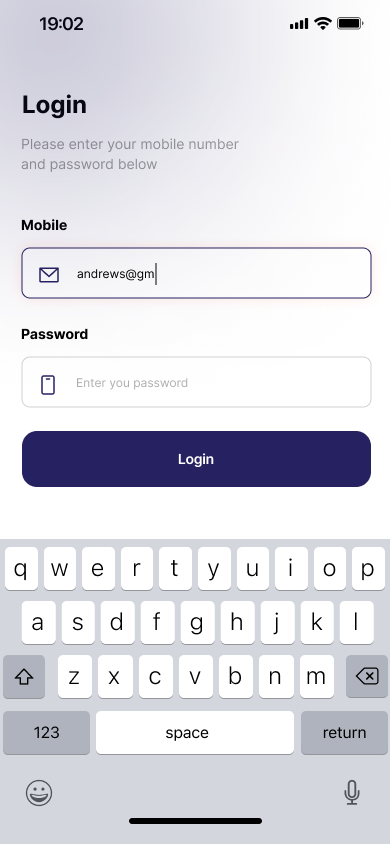 19:02
Login
Please enter your mobile number
and password below
Mobile
andrews@gm
Password
Enter you password
Login
q w e r t y u i o p
a s d f g h j k l
z x c v b n m
123 space return